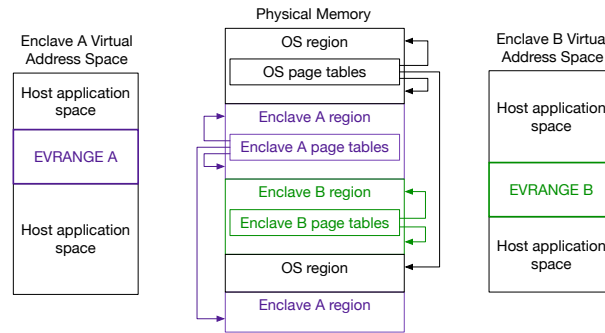 Enclave A Virtual
Address Space
Host application
space
EVRANGE A
Host application
space
Physical Memory
OS region
OS page tables
Enclave A region
Enclave A page tables
Enclave B region
Enclave B page tables
OS region
Enclave A region
Enclave B Virtual
Address Space
Host application
space
EVRANGE B
Host application
space